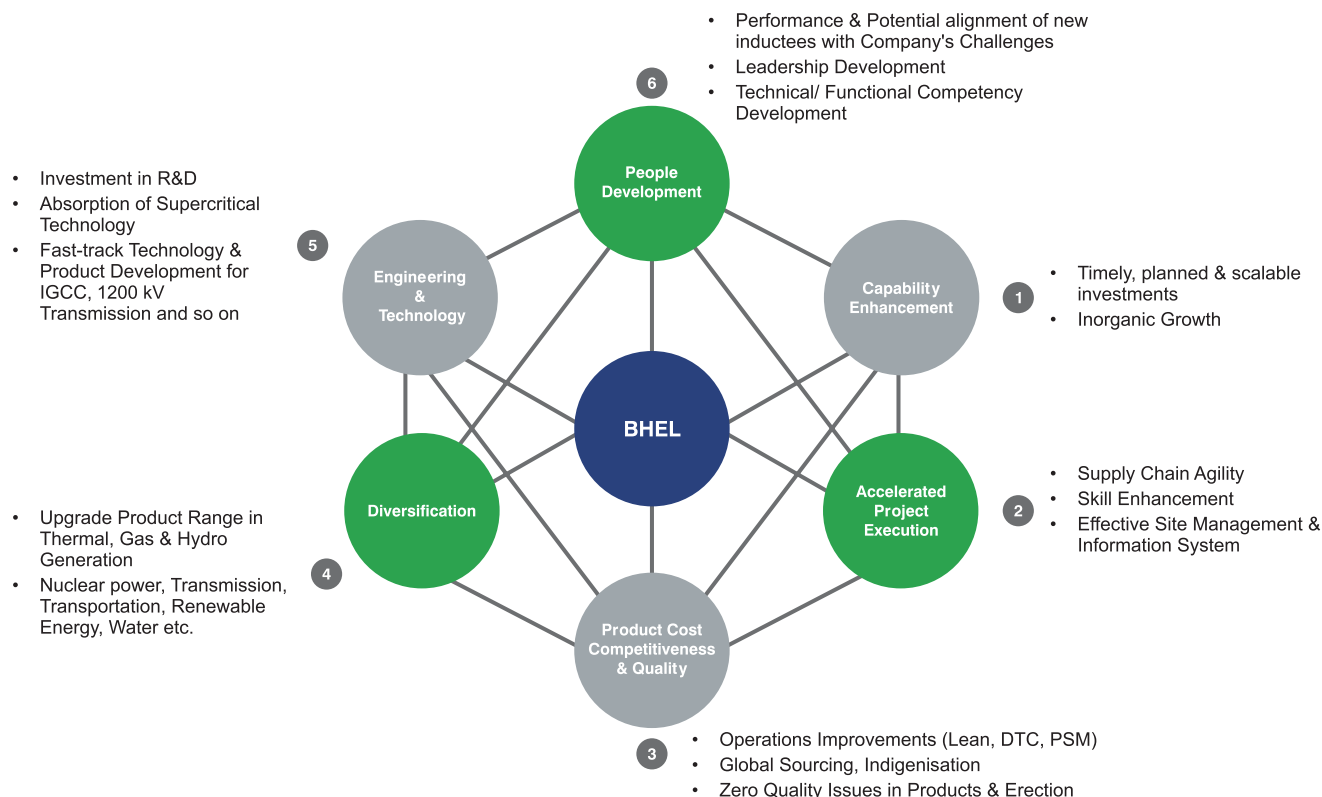 6
• Performance & Potential alignment of new
inductees with Company's Challenges
• Leadership Development
• Technical/ Functional Competency
Development
People
Development
• Investment in R&D
• Absorption of Supercritical
Technology
• Fast-track Technology &
Product Development for
IGCC, 1200 kV
Transmission and so on
5
Engineering
&
Technology
Capability
Enhancement
1
• Timely, planned & scalable
investments
• Inorganic Growth
BHEL
• Upgrade Product Range in
Thermal, Gas & Hydro
Generation
• Nuclear power, Transmission,
Transportation, Renewable
Energy, Water etc.
4
Diversification
Accelerated
Project
Execution
2
• Supply Chain Agility
• Skill Enhancement
• Effective Site Management &
Information System
Product Cost
Competitiveness
& Quality
3
• Operations Improvements (Lean, DTC, PSM)
• Global Sourcing, Indigenisation
• Zero Quality Issues in Products & Erection